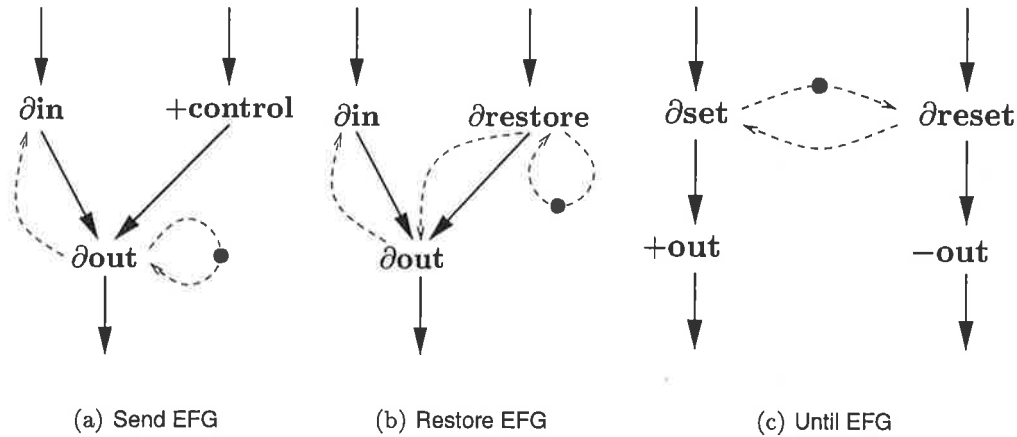 ∂in +control ∂in ∂restore ∂set ∂reset
∂out ∂out +out −out
(a) Send EFG (b) Restore EFG (c) Until EFG